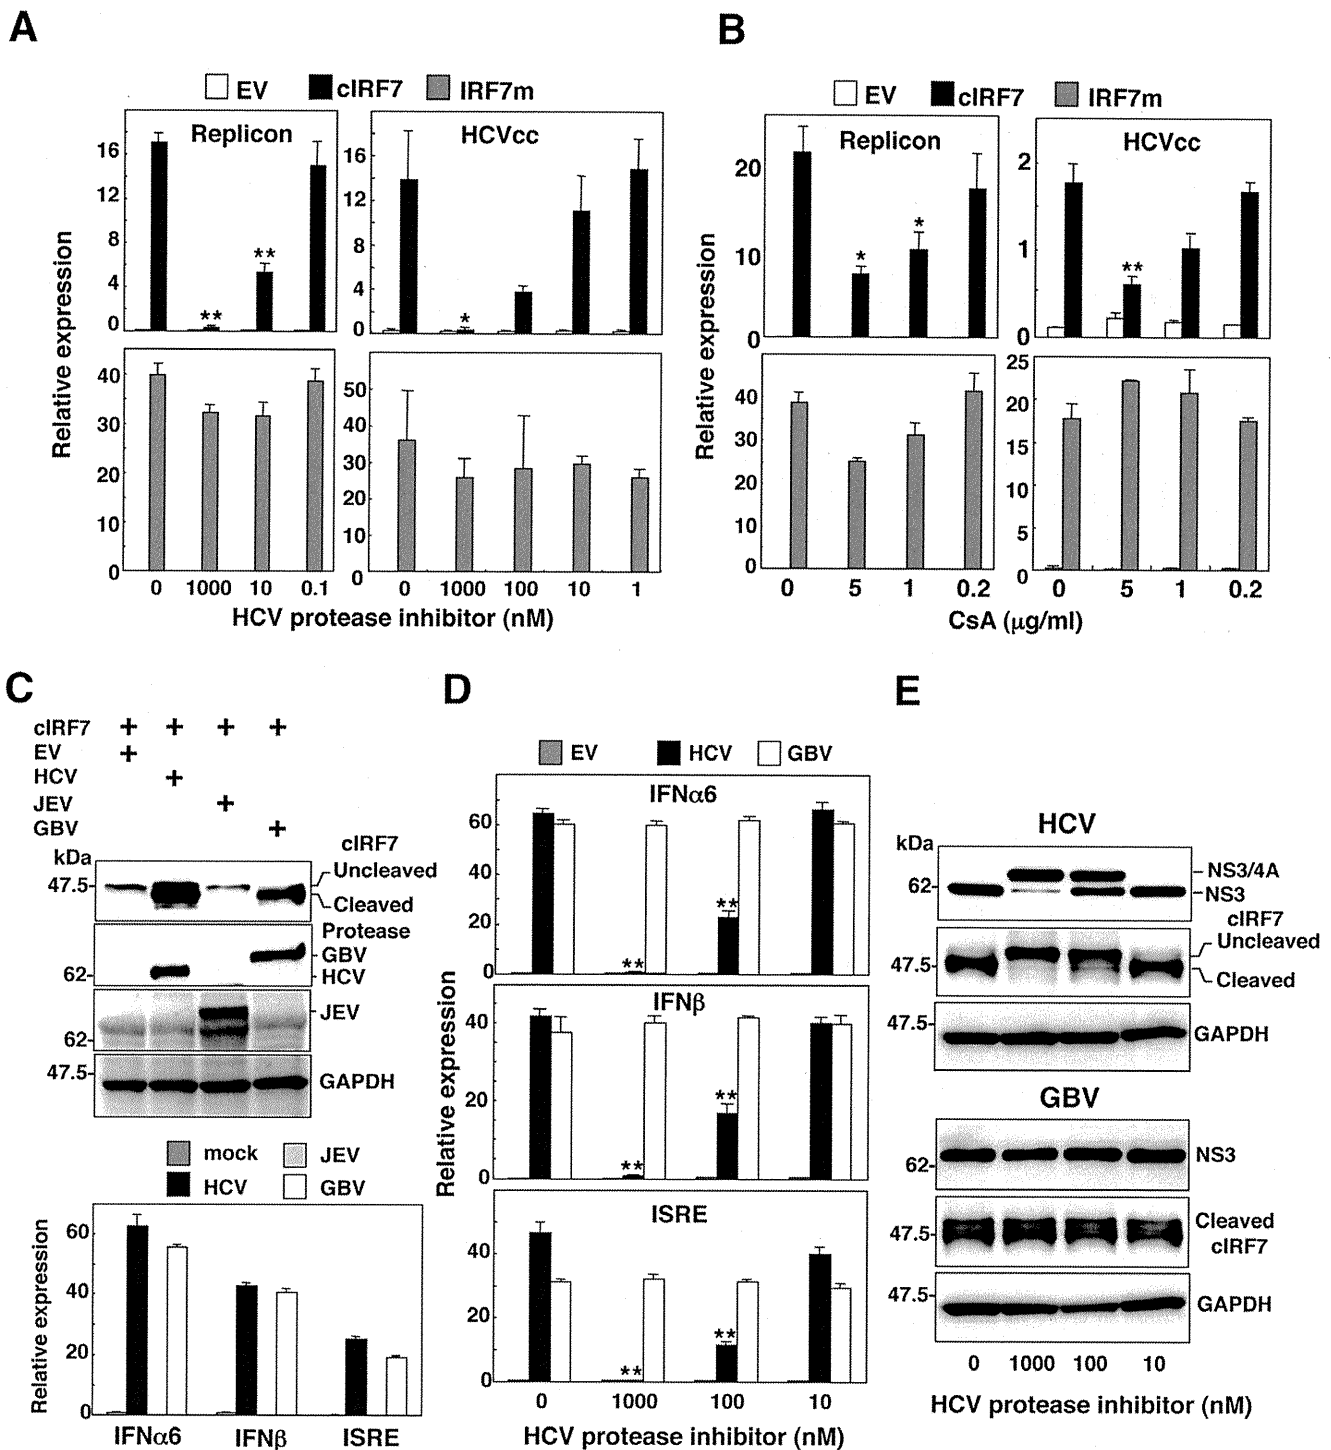 A
EV cIRF7 IRF7m
Replicon
HCVcc
16
12
8
4
0
**
**
16
12
8
4
0
*
Relative expression
40
30
20
10
0
50
40
30
20
10
0
0 1000 10 0.1
0 1000 100 10 1
HCV protease inhibitor (nM)
B
EV cIRF7 IRF7m
Replicon
HCVcc
20
10
0
*
*
2
1
0
**
Relative expression
40
30
20
10
0
25
20
15
10
5
0
0 5 1 0.2
0 5 1 0.2
CsA (μg/ml)
C
cIRF7 + + + +
EV +
HCV +
JEV +
GBV +
kDa
cIRF7
47.5
Uncleaved
Cleaved
Protease
GBV
62
HCV
JEV
62
47.5
GAPDH
mock JEV
HCV GBV
Relative expression
60
40
20
0
IFNα6 IFNβ ISRE
D
EV HCV GBV
IFNα6
60
40
20
0
**
**
IFNβ
40
20
0
**
**
ISRE
40
20
0
**
**
Relative expression
0 1000 100 10
HCV protease inhibitor (nM)
E
HCV
kDa
NS3/4A
62
NS3
cIRF7
Uncleaved
47.5
Cleaved
47.5
GAPDH
GBV
NS3
62
Cleaved
47.5
cIRF7
47.5
GAPDH
0 1000 100 10
HCV protease inhibitor (nM)